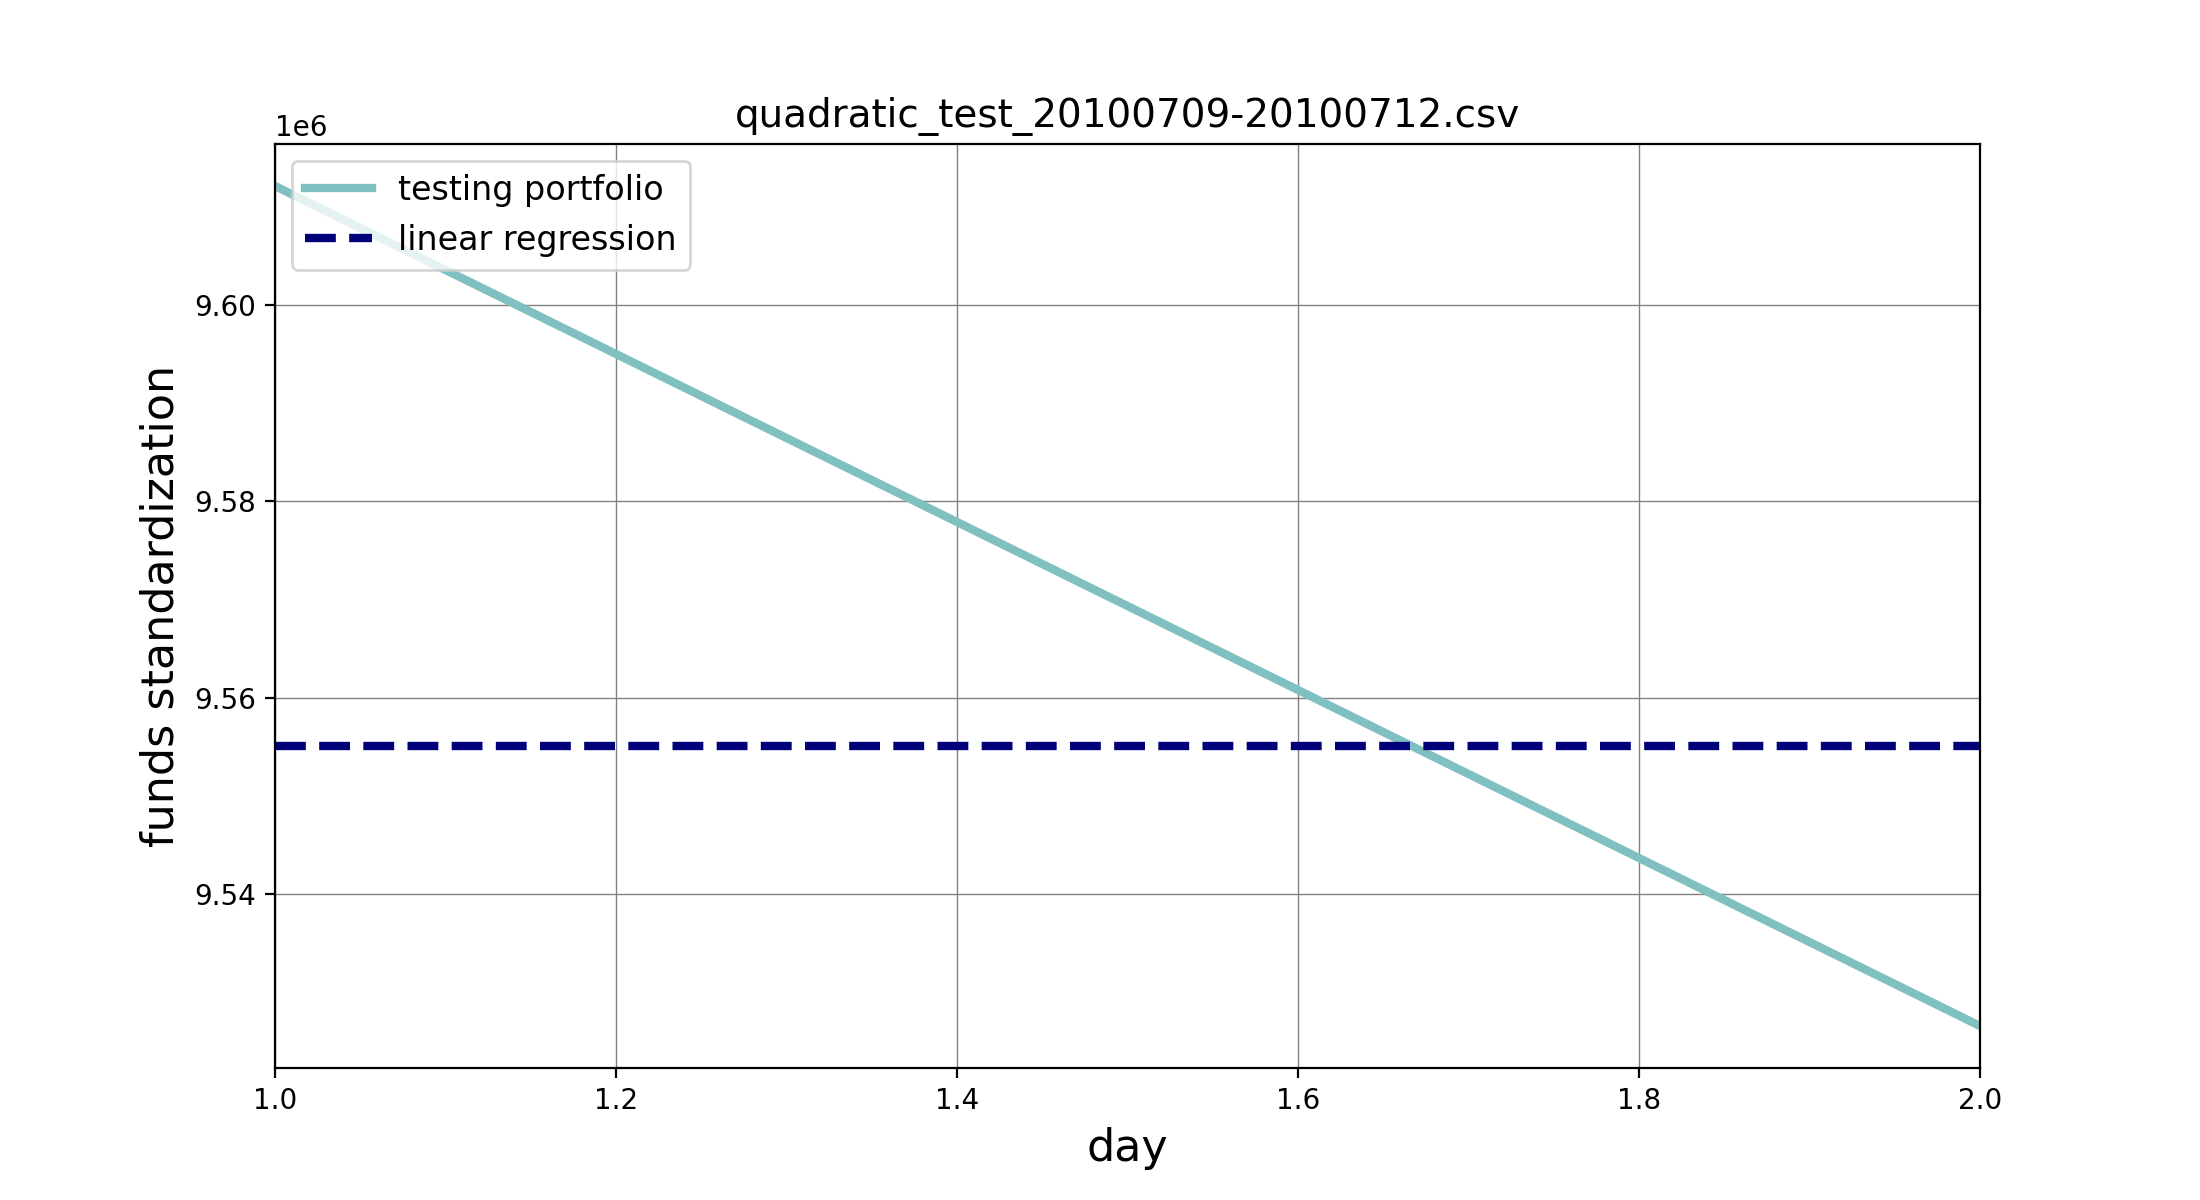 quadratic_test_20100709-20100712.csv
1e6
testing portfolio
linear regression
funds standardization
9.60
9.58
9.56
9.54
1.0 1.2 1.4 1.6 1.8 2.0
day